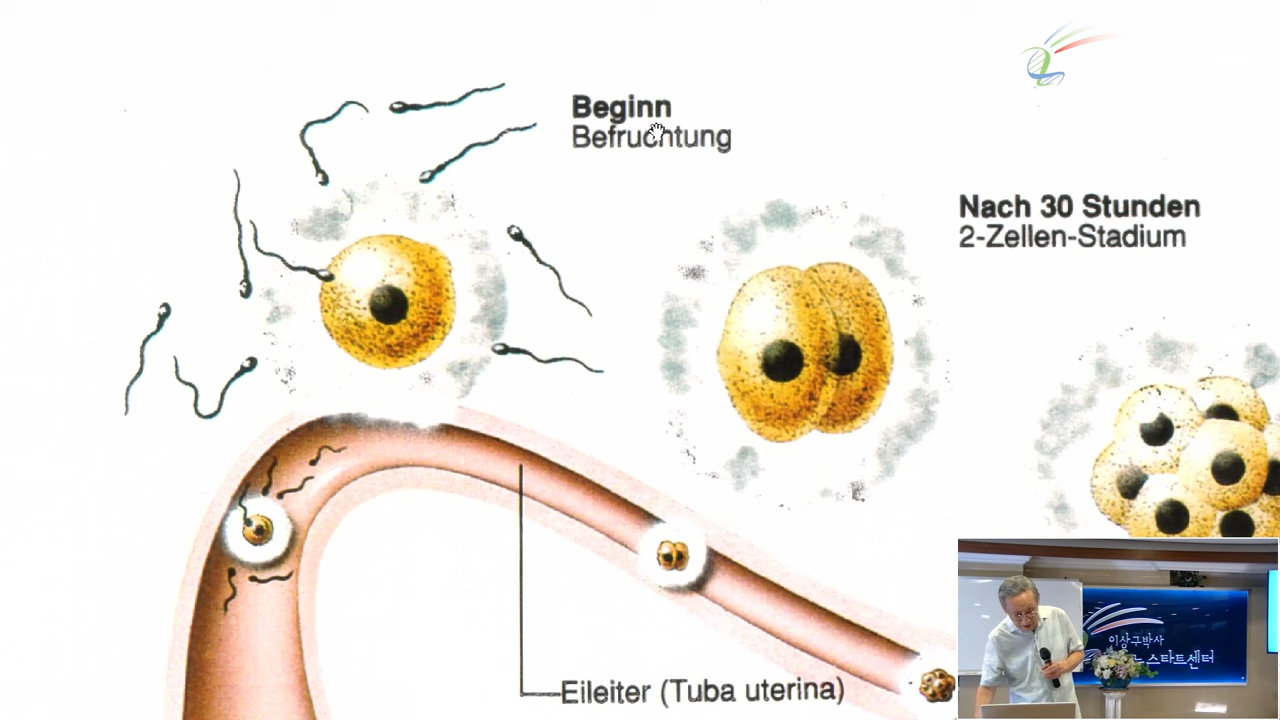 Beginn
Befruchtung
Nach 30 Stunden
2-Zellen-Stadium
Eileiter (Tuba uterina)
이상구박사
스타트센터